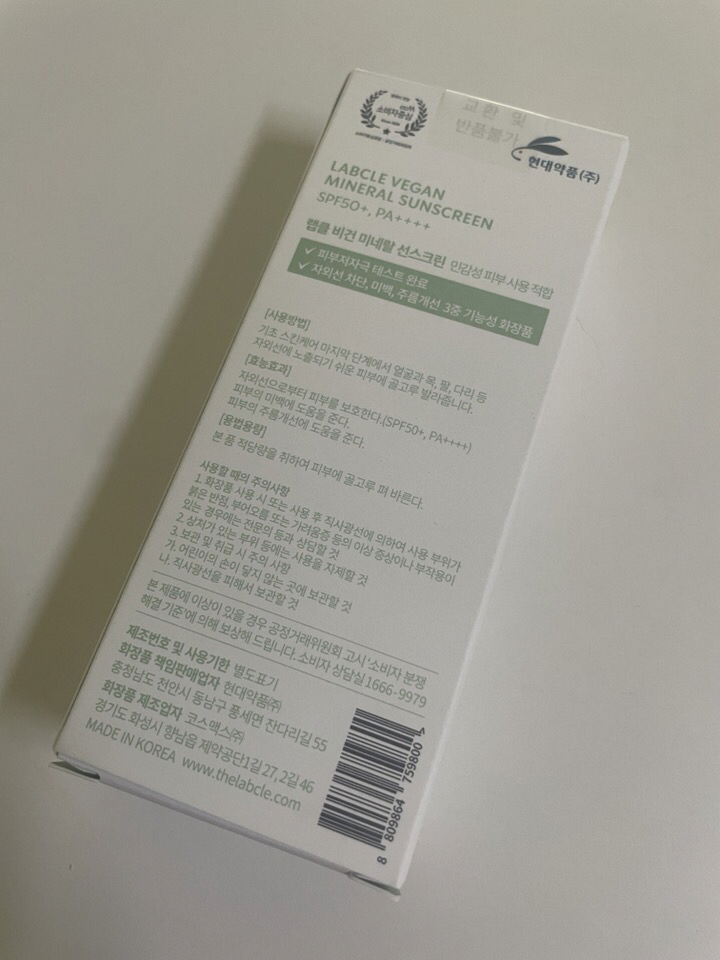 소비자중심
교환 및
반품불가
현대약품(주)
LABCLE VEGAN
MINERAL SUNSCREEN
SPF50+, PA++++
랩클 비건 미네랄 선스크린 민감성 피부 사용 적합
✓ 피부저자극 테스트 완료
✓ 자외선 차단, 미백, 주름개선 3중 기능성 화장품
[사용방법]
기초 스킨케어 마지막 단계에서 얼굴과 목, 팔, 다리 등
자외선에 노출되기 쉬운 피부에 골고루 발라줍니다.
[효능효과]
자외선으로부터 피부를 보호한다.(SPF50+, PA++++)
피부의 미백에 도움을 준다.
피부의 주름개선에 도움을 준다.
[용법용량]
본 품 적당량을 취하여 피부에 골고루 펴 바른다.
사용할 때의 주의사항
1. 화장품 사용 시 또는 사용 후 직사광선에 의하여 사용 부위가
붉은 반점, 부어오름 또는 가려움증 등의 이상 증상이나 부작용이
있는 경우에는 전문의 등과 상담할 것
2. 상처가 있는 부위 등에는 사용을 자제할 것
3. 보관 및 취급 시 주의 사항
가. 어린이의 손이 닿지 않는 곳에 보관할 것
나. 직사광선을 피해서 보관할 것
본 제품에 이상이 있을 경우 공정거래위원회 고시 '소비자 분쟁
해결 기준'에 의해 보상해 드립니다. 소비자 상담실 1666-9979
제조번호 및 사용기한 별도표기
화장품 책임판매업자 현대약품㈜
충청남도 천안시 동남구 풍세면 잔다리길 55
화장품 제조업자 코스맥스㈜
경기도 화성시 향남읍 제약공단1길 27, 2길 46
MADE IN KOREA www.thelabcle.com
8 809864 759800